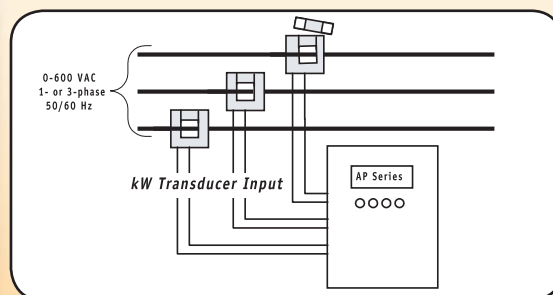 0-600 VAC
1- or 3-phase
50/60 Hz
kW Transducer Input
AP Series